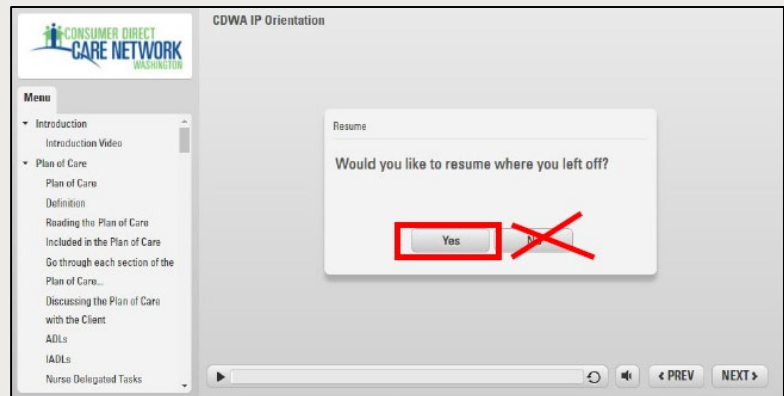 CONSUMER DIRECT
CARE NETWORK
WASHINGTON
CDWA IP Orientation
Menu
Introduction
Introduction Video
Plan of Care
Plan of Care
Definition
Reading the Plan of Care
Included in the Plan of Care
Go through each section of the
Plan of Care...
Discussing the Plan of Care
with the Client
ADLs
IADLs
Nurse Delegated Tasks
Resume
Would you like to resume where you left off?
Yes
No
PREV
NEXT